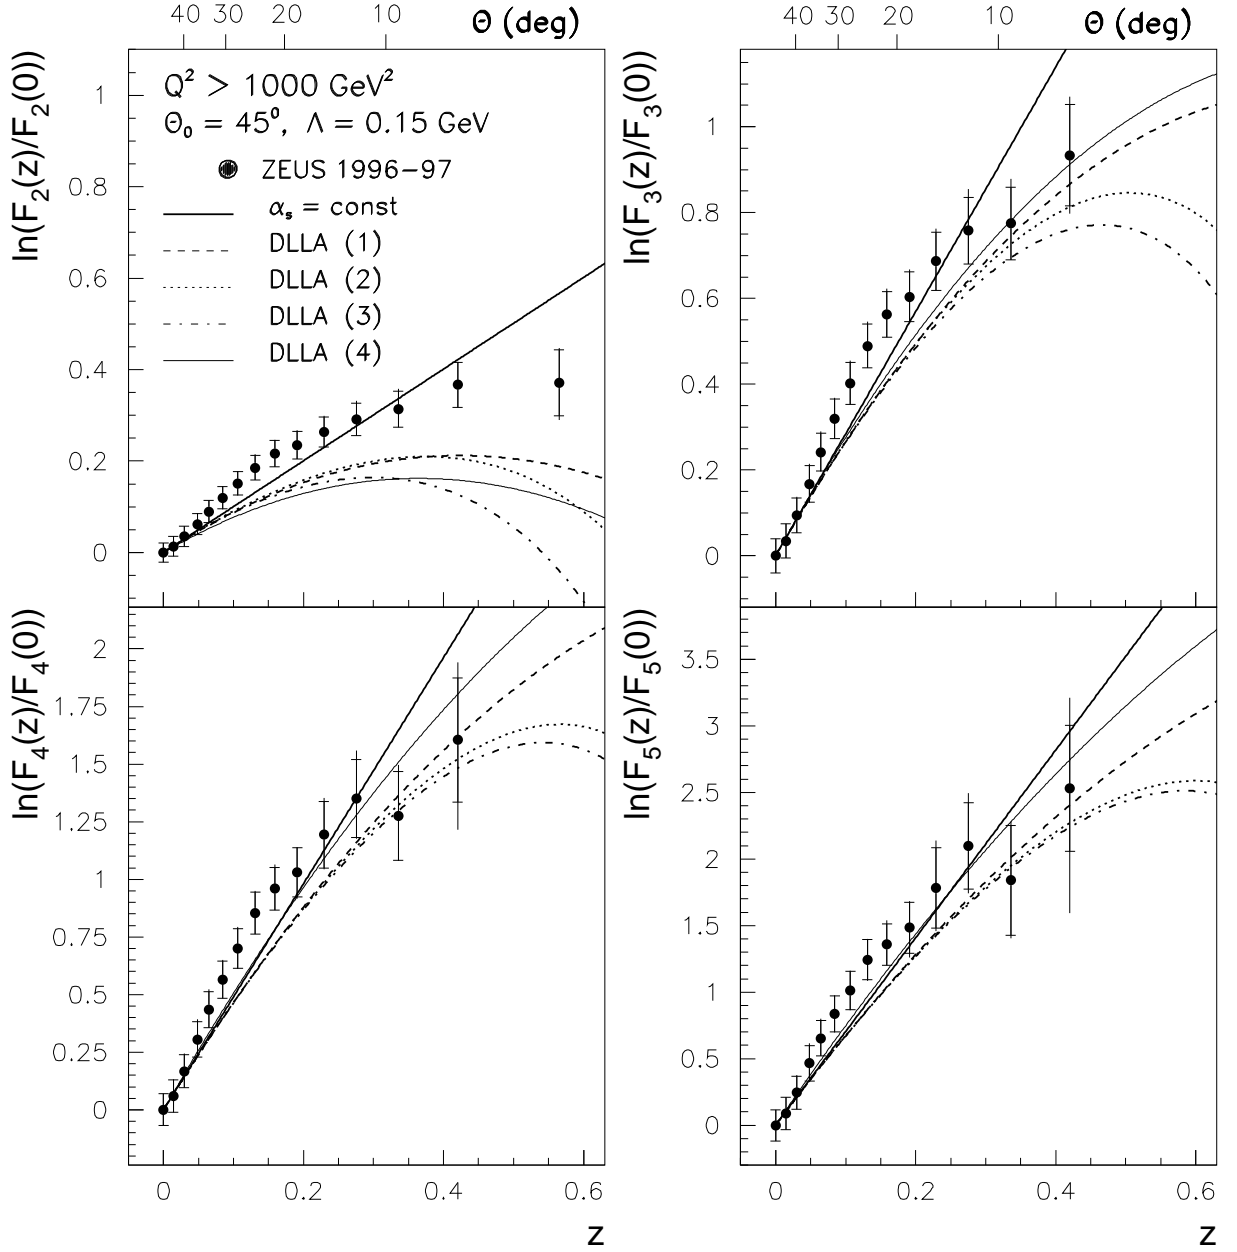 40 30 20 10 Θ (deg)
40 30 20 10 Θ (deg)
ln(F₂(z)/F₂(0))
1
0.8
0.6
0.4
0.2
0
Q² > 1000 GeV²
Θ₀ = 45⁰, Λ = 0.15 GeV
ZEUS 1996−97
αₛ = const
DLLA (1)
DLLA (2)
DLLA (3)
DLLA (4)
ln(F₃(z)/F₃(0))
1
0.8
0.6
0.4
0.2
0
ln(F₄(z)/F₄(0))
2
1.75
1.5
1.25
1
0.75
0.5
0.25
0
0 0.2 0.4 0.6
z
ln(F₅(z)/F₅(0))
3.5
3
2.5
2
1.5
1
0.5
0
0 0.2 0.4 0.6
z